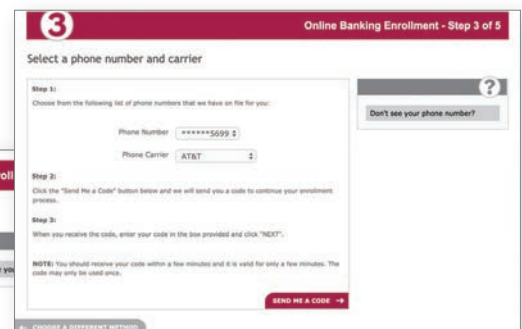 3
Online Banking Enrollment - Step 3 of 5
Select a phone number and carrier
Step 1:
Choose from the following list of phone numbers that we have on file for you:
Phone Number ******5699
Phone Carrier AT&T
Step 2:
Click the "Send Me a Code" button below and we will send you a code to continue your enrollment
process.
Step 3:
When you receive the code, enter your code in the box provided and click "NEXT".
NOTE: You should receive your code within a few minutes and it is valid for only a few minutes. The
code may only be used once.
SEND ME A CODE →
← CHOOSE A DIFFERENT METHOD
?
Don't see your phone number?
roll